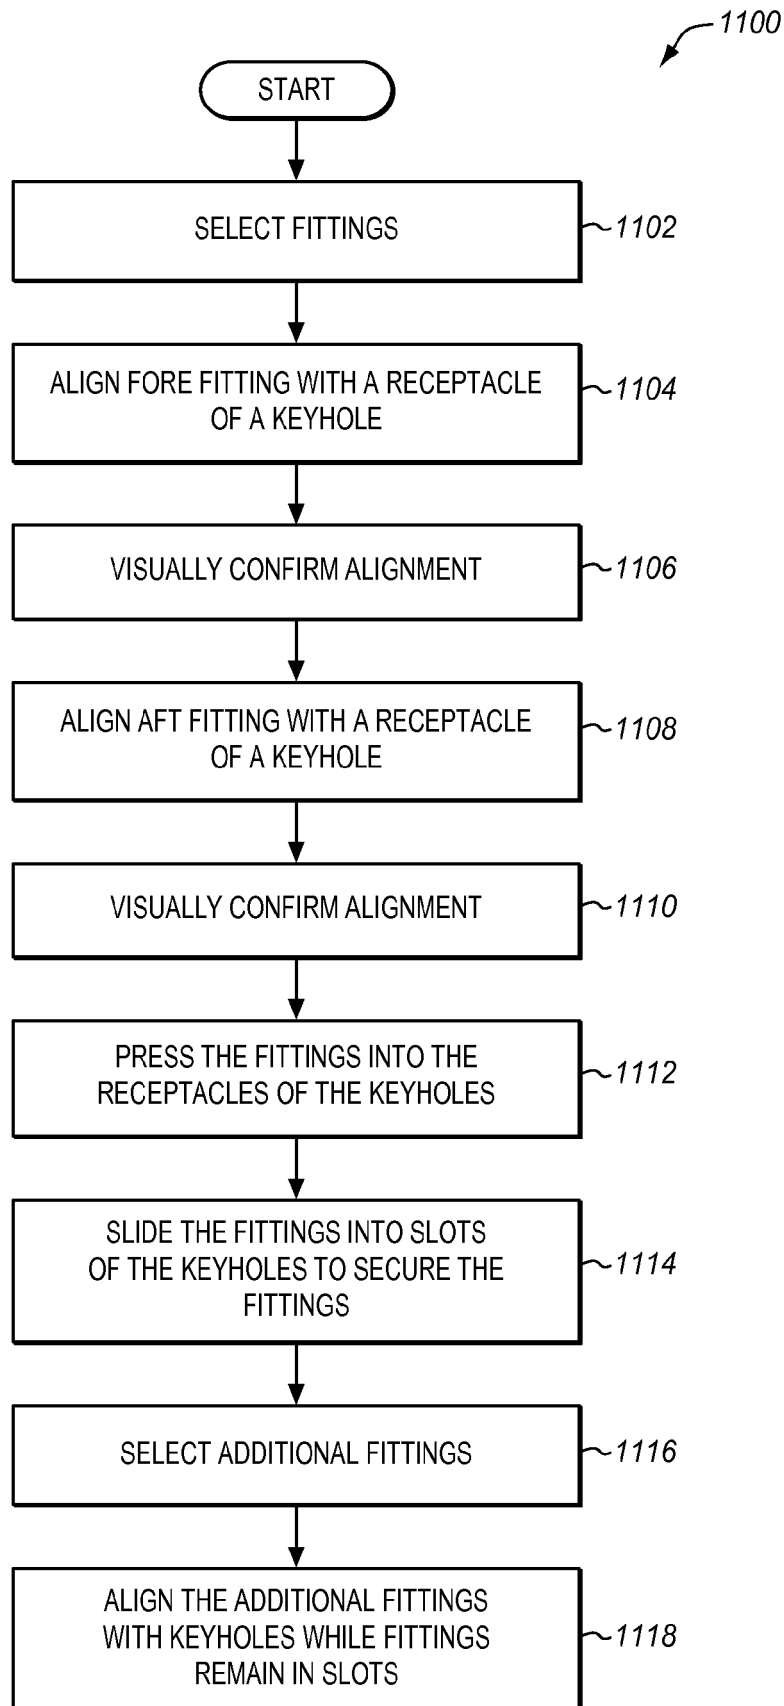 1100
START
SELECT FITTINGS
1102
ALIGN FORE FITTING WITH A RECEPTACLE
OF A KEYHOLE
1104
VISUALLY CONFIRM ALIGNMENT
1106
ALIGN AFT FITTING WITH A RECEPTACLE
OF A KEYHOLE
1108
VISUALLY CONFIRM ALIGNMENT
1110
PRESS THE FITTINGS INTO THE
RECEPTACLES OF THE KEYHOLES
1112
SLIDE THE FITTINGS INTO SLOTS
OF THE KEYHOLES TO SECURE THE
FITTINGS
1114
SELECT ADDITIONAL FITTINGS
1116
ALIGN THE ADDITIONAL FITTINGS
WITH KEYHOLES WHILE FITTINGS
REMAIN IN SLOTS
1118